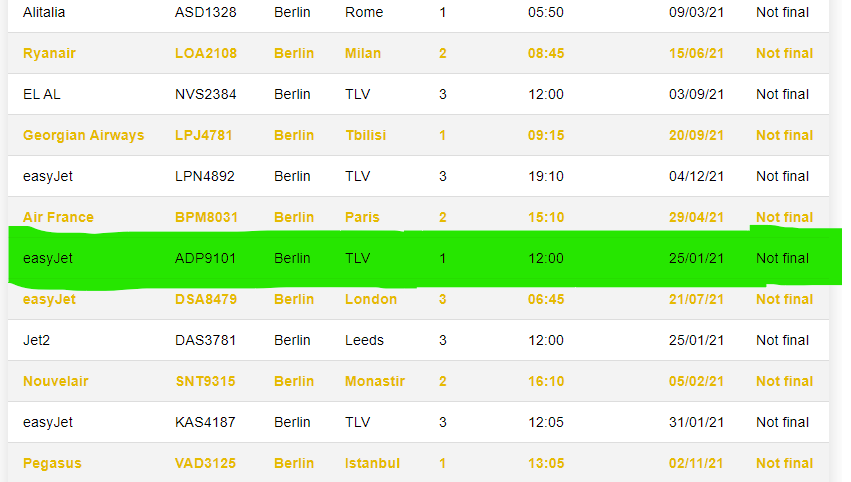 Alitalia ASD1328 Berlin Rome 1 05:50 09/03/21 Not final
Ryanair LOA2108 Berlin Milan 2 08:45 15/06/21 Not final
EL AL NVS2384 Berlin TLV 3 12:00 03/09/21 Not final
Georgian Airways LPJ4781 Berlin Tbilisi 1 09:15 20/09/21 Not final
easyJet LPN4892 Berlin TLV 3 19:10 04/12/21 Not final
Air France BPM8031 Berlin Paris 2 15:10 29/04/21 Not final
easyJet ADP9101 Berlin TLV 1 12:00 25/01/21 Not final
easyJet DSA8479 Berlin London 3 06:45 21/07/21 Not final
Jet2 DAS3781 Berlin Leeds 3 12:00 25/01/21 Not final
Nouvelair SNT9315 Berlin Monastir 2 16:10 05/02/21 Not final
easyJet KAS4187 Berlin TLV 3 12:05 31/01/21 Not final
Pegasus VAD3125 Berlin Istanbul 1 13:05 02/11/21 Not final